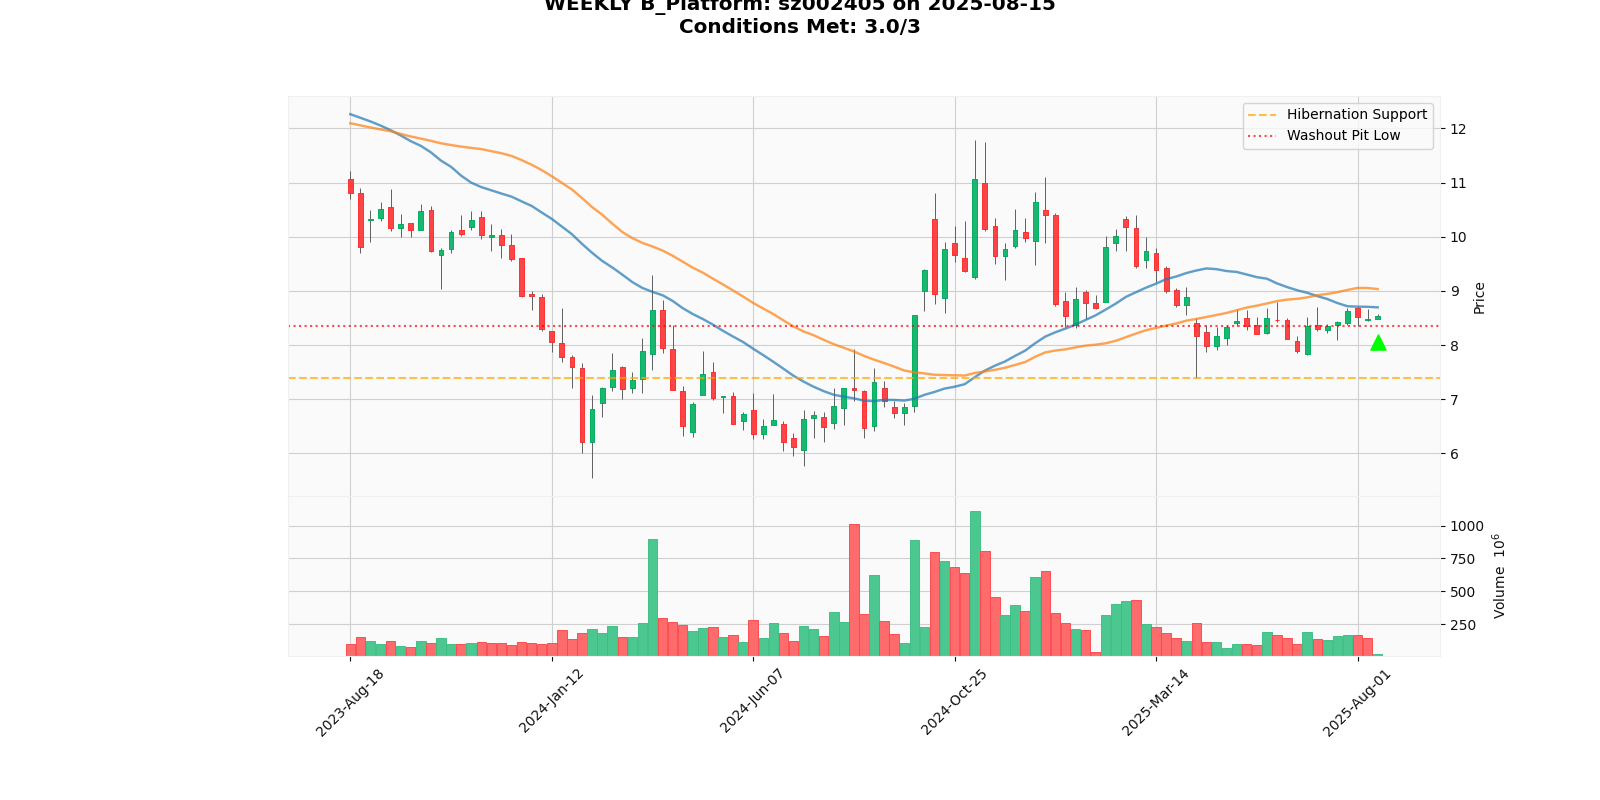 WEEKLY B_Platform: sz002405 on 2025-08-15
Conditions Met: 3.0/3
Hibernation Support
Washout Pit Low
12
11
10
9
8
7
6
Price
1000
750
500
250
Volume 10⁶
2023-Aug-18
2024-Jan-12
2024-Jun-07
2024-Oct-25
2025-Mar-14
2025-Aug-01